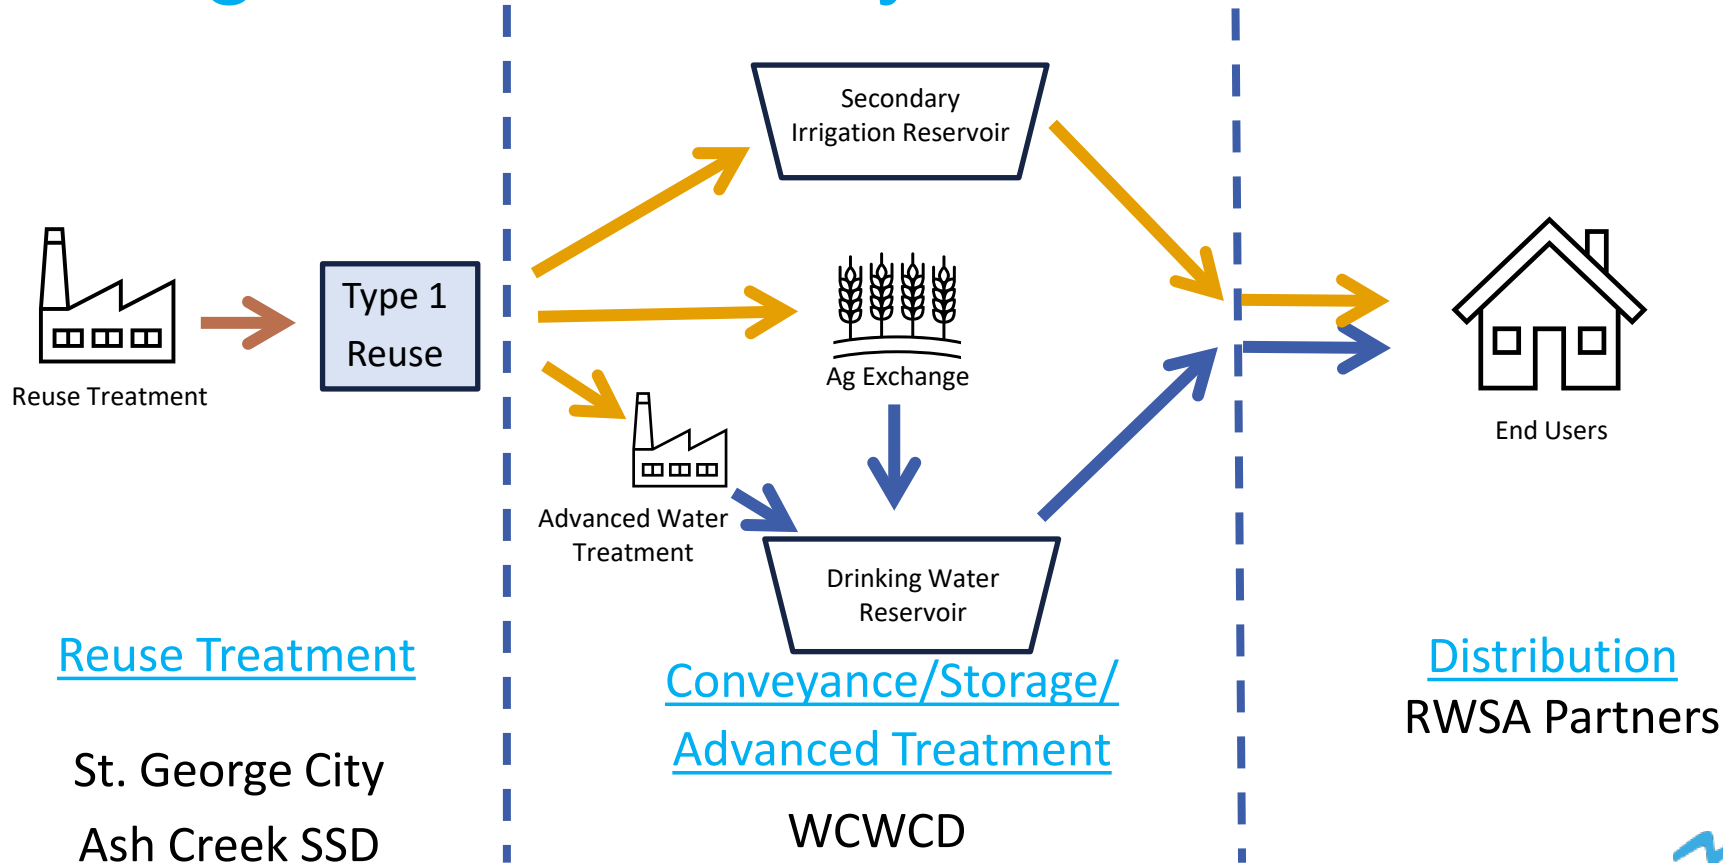 Secondary
Irrigation Reservoir
Type 1
Reuse
Reuse Treatment
Ag Exchange
End Users
Advanced Water
Treatment
Drinking Water
Reservoir
Reuse Treatment
St. George City
Ash Creek SSD
Conveyance/Storage/
Advanced Treatment
WCWCD
Distribution
RWSA Partners